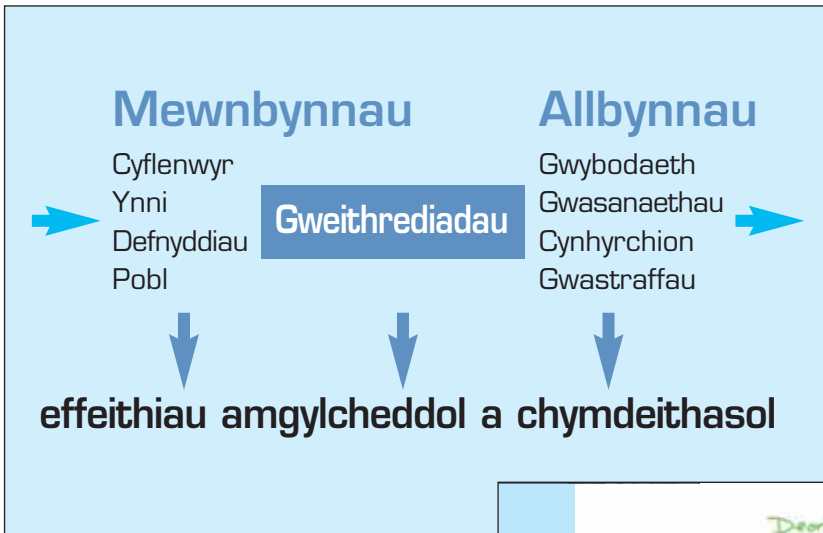 Mewnbynnau
Cyflenwyr
Ynni
Defnyddiau
Pobl
Gweithrediadau
Allbynnau
Gwybodaeth
Gwasanaethau
Cynhyrchion
Gwastraffau
effeithiau amgylcheddol a chymdeithasol